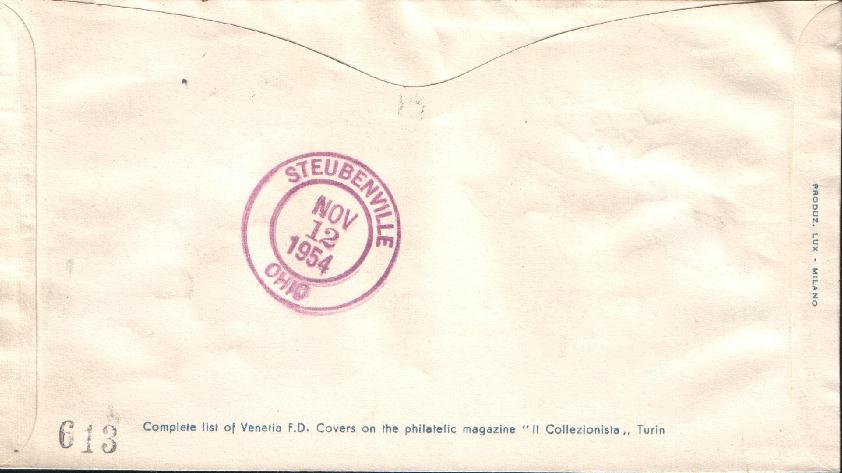 STEUBENVILLE
NOV
12
1954
OHIO
PRODUZ. LUX - MILANO
613
Complete list of Venetia F.D. Covers on the philatelic magazine "Il Collezionista,, Turin